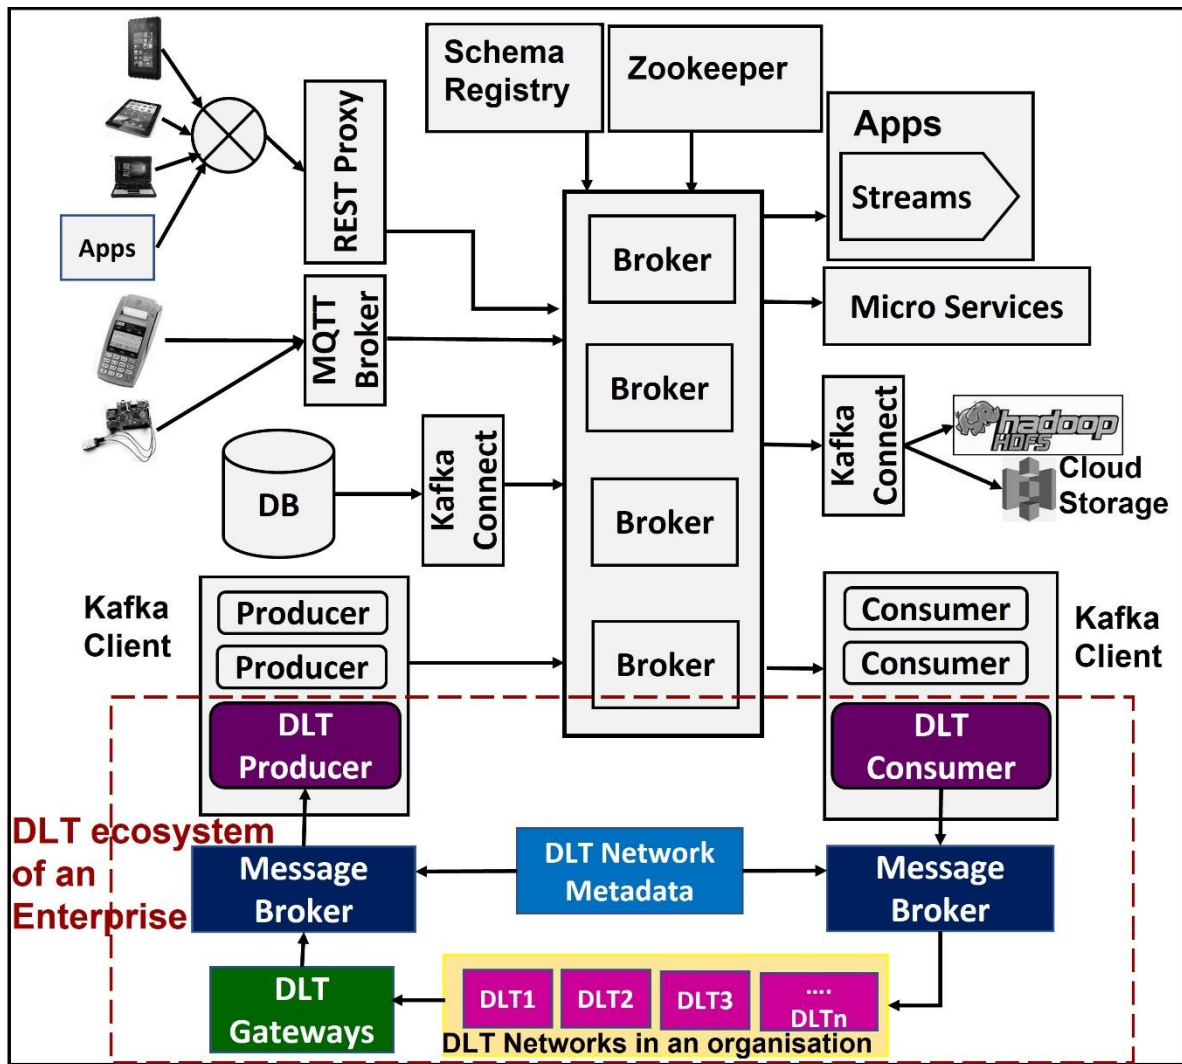 Schema
Registry
Zookeeper
Apps
Streams
REST Proxy
Apps
Broker
Micro Services
MQTT
Broker
Broker
Kafka
Connect
hadoop
HDFS
Cloud
Storage
DB
Kafka
Connect
Broker
Kafka
Client
Producer
Producer
Broker
Consumer
Consumer
Kafka
Client
DLT
Producer
DLT
Consumer
DLT ecosystem
of an
Enterprise
Message
Broker
DLT Network
Metadata
Message
Broker
DLT
Gateways
DLT1
DLT2
DLT3
....
DLTn
DLT Networks in an organisation